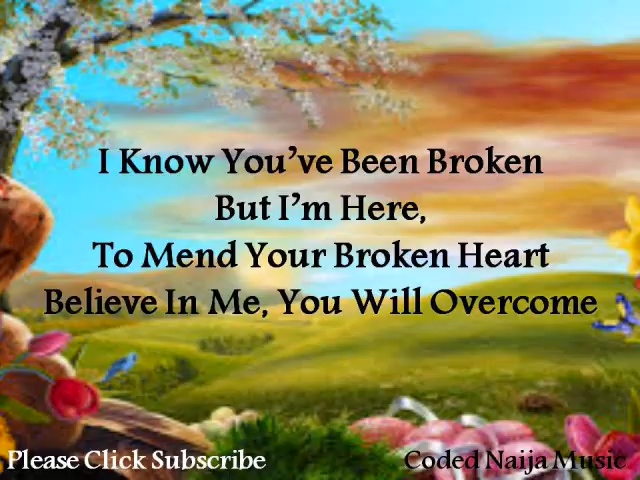 I Know You've Been Broken
But I'm Here,
To Mend Your Broken Heart
Believe In Me, You Will Overcome
Please Click Subscribe
Coded Naija Music